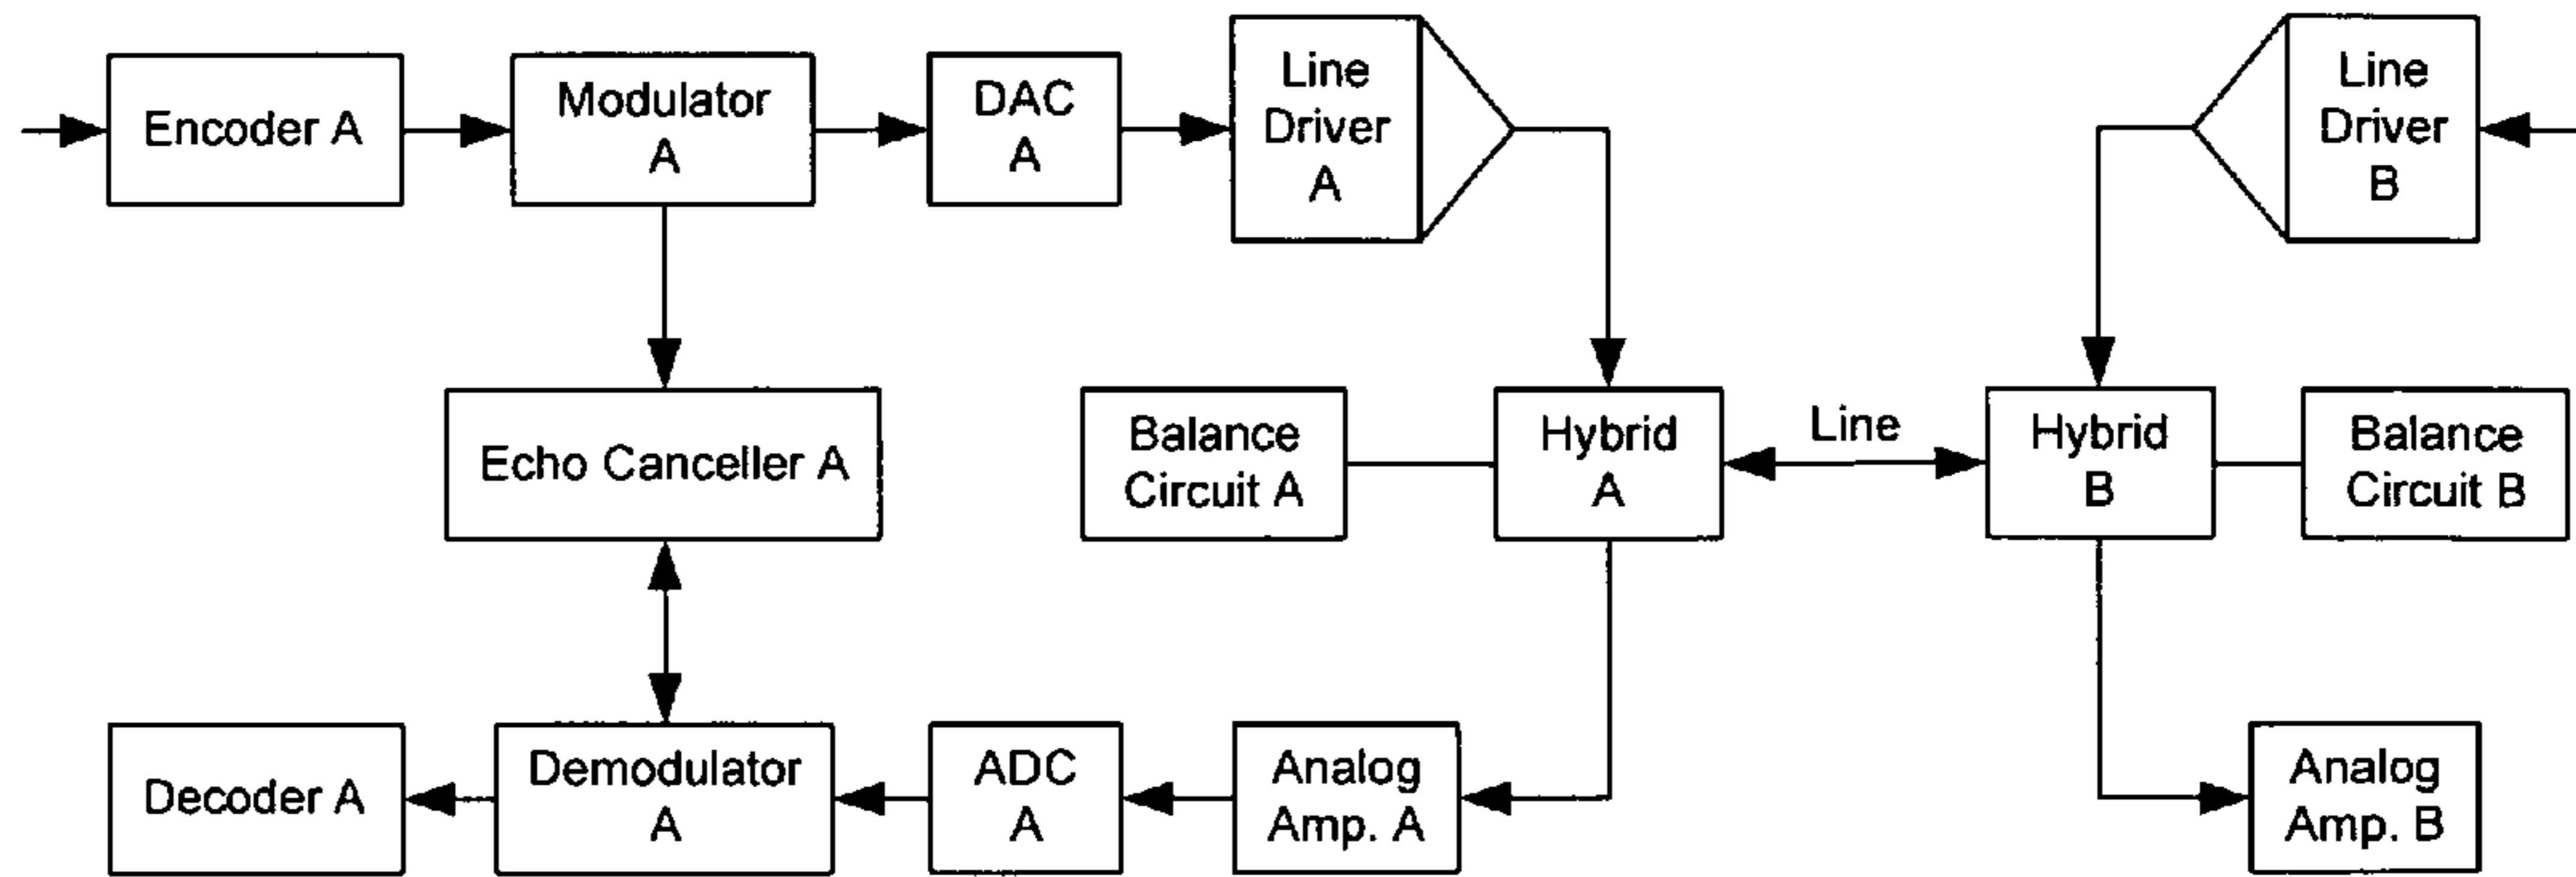 Encoder A
Modulator
A
DAC
A
Line
Driver
A
Line
Driver
B
Echo Canceller A
Balance
Circuit A
Hybrid
A
Line
Hybrid
B
Balance
Circuit B
Decoder A
Demodulator
A
ADC
A
Analog
Amp. A
Analog
Amp. B